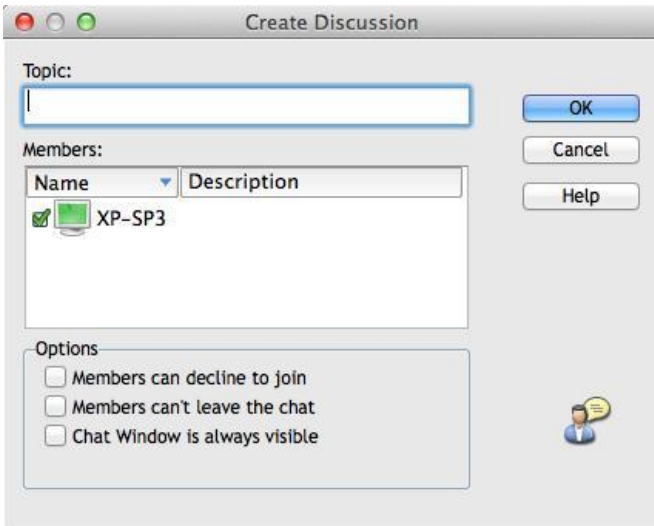 Create Discussion
Topic:
OK
Members:
Cancel
Name Description
Help
XP-SP3
Options
Members can decline to join
Members can't leave the chat
Chat Window is always visible